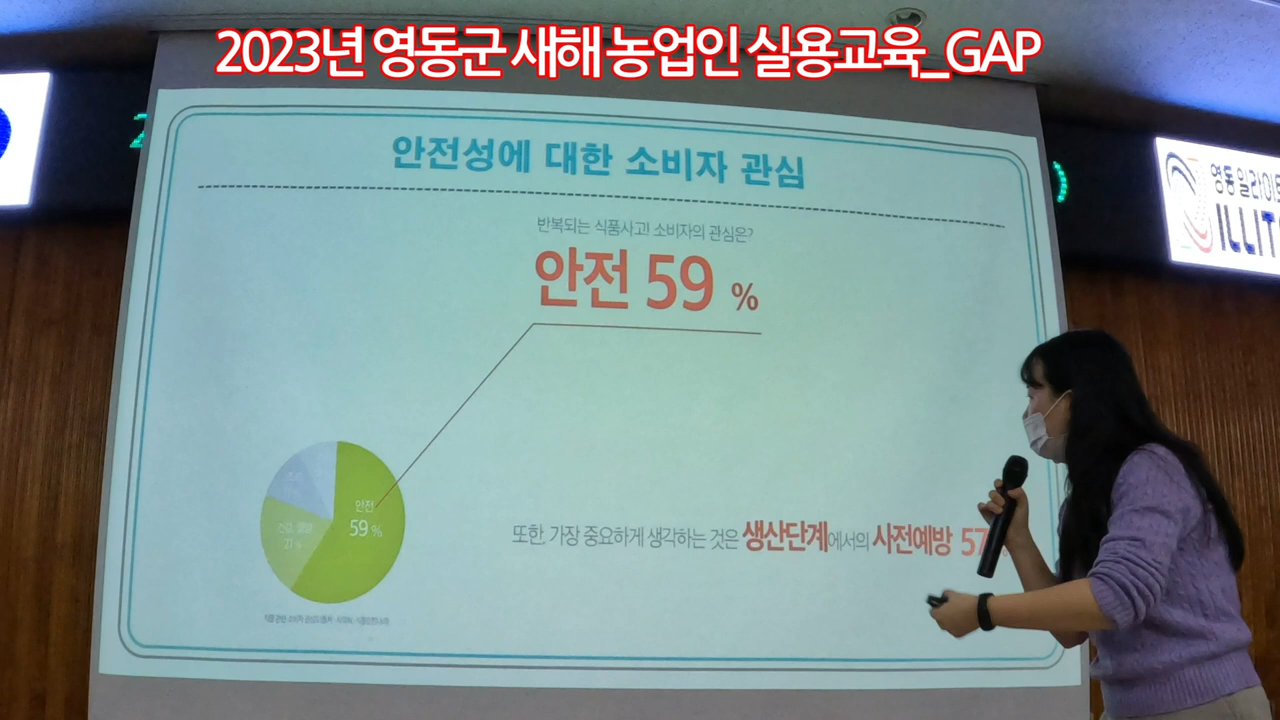 2023년 영동군 새해 농업인 실용교육_GAP
안전성에 대한 소비자 관심
반복되는 식품사고! 소비자의 관심은?
안전 59 %
안전
59 %
또한, 가장 중요하게 생각하는 것은 생산단계에서의 사전예방 57
영동일라이트